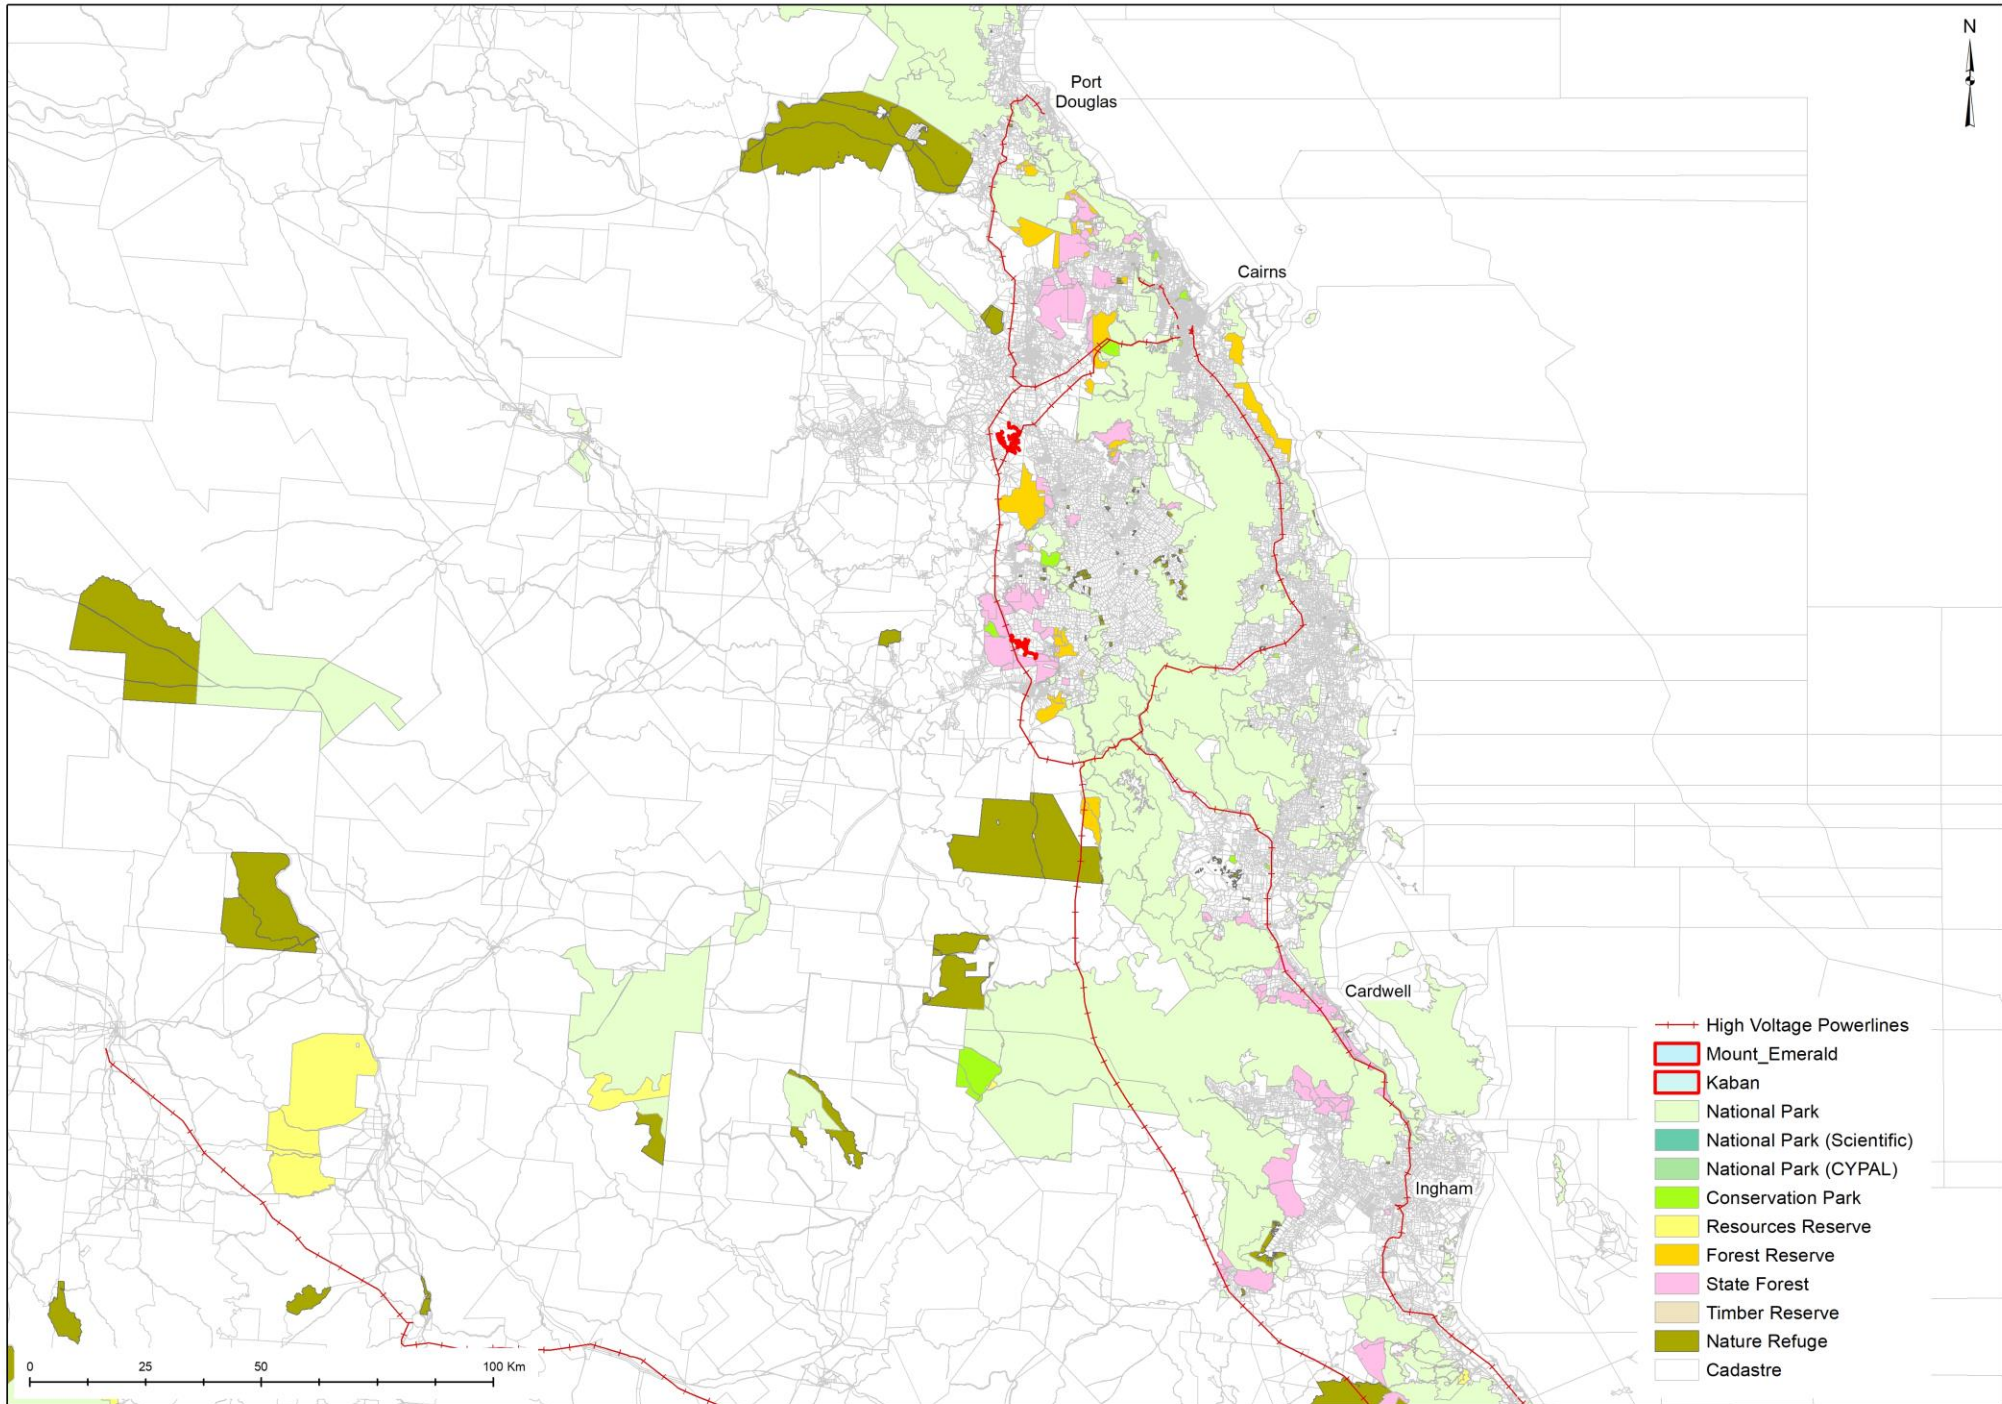 N
Port
Douglas
Cairns
Cardwell
Ingham
High Voltage Powerlines
Mount_Emerald
Kaban
National Park
National Park (Scientific)
National Park (CYPAL)
Conservation Park
Resources Reserve
Forest Reserve
State Forest
Timber Reserve
Nature Refuge
Cadastre
0 25 50 100 Km